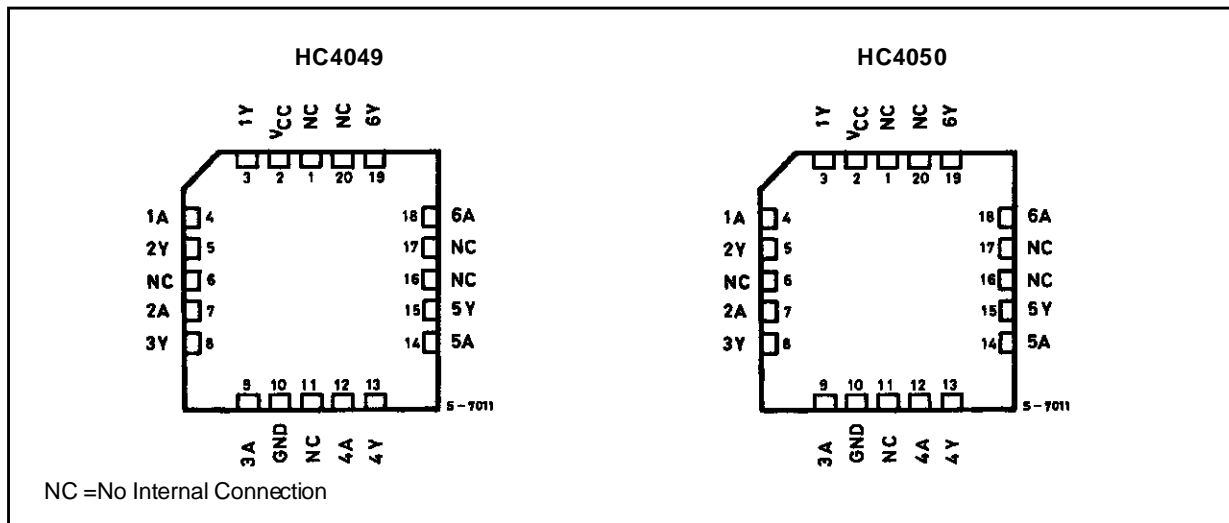 HC4049
1Y VCC NC NC 6Y
3 2 1 20 19
1A 4 18 6A
2Y 5 17 NC
NC 6 16 NC
2A 7 15 5Y
3Y 8 14 5A
9 10 11 12 13
S-7011
3A GND NC 4A 4Y
HC4050
1Y VCC NC NC 6Y
3 2 1 20 19
1A 4 18 6A
2Y 5 17 NC
NC 6 16 NC
2A 7 15 5Y
3Y 8 14 5A
9 10 11 12 13
S-7011
3A GND NC 4A 4Y
NC =No Internal Connection